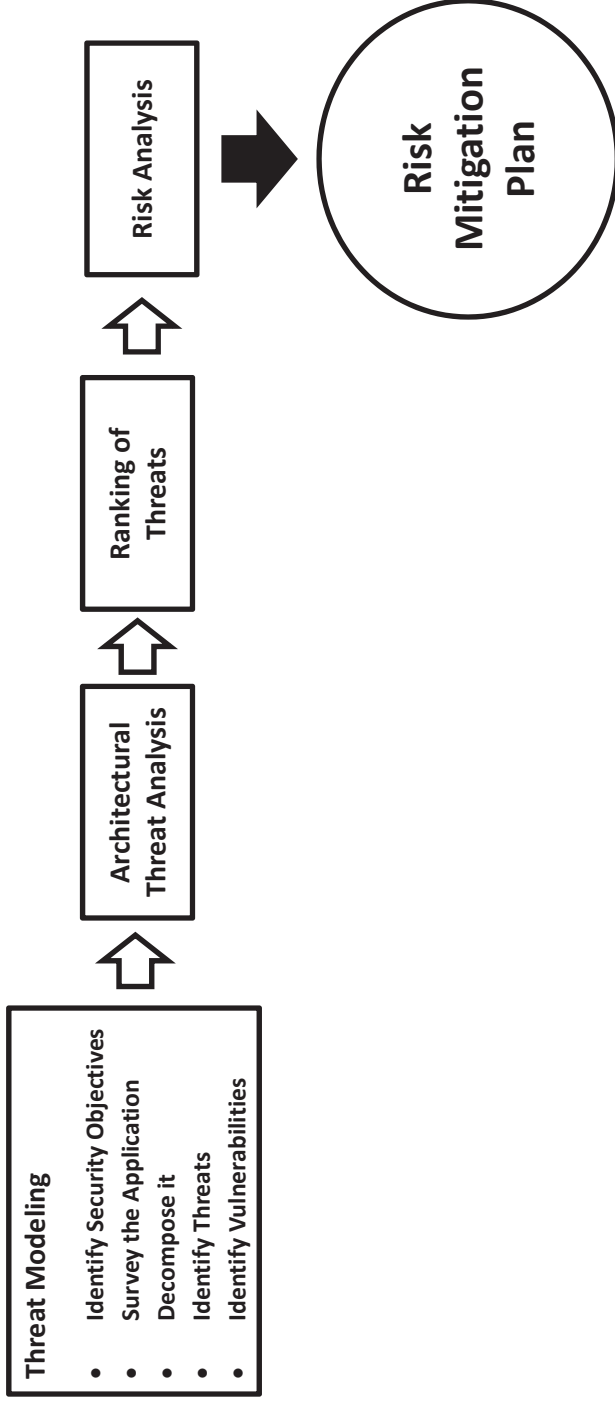 Threat Modeling
• Identify Security Objectives
• Survey the Application
• Decompose it
• Identify Threats
• Identify Vulnerabilities
Architectural
Threat Analysis
Ranking of
Threats
Risk Analysis
Risk
Mitigation
Plan